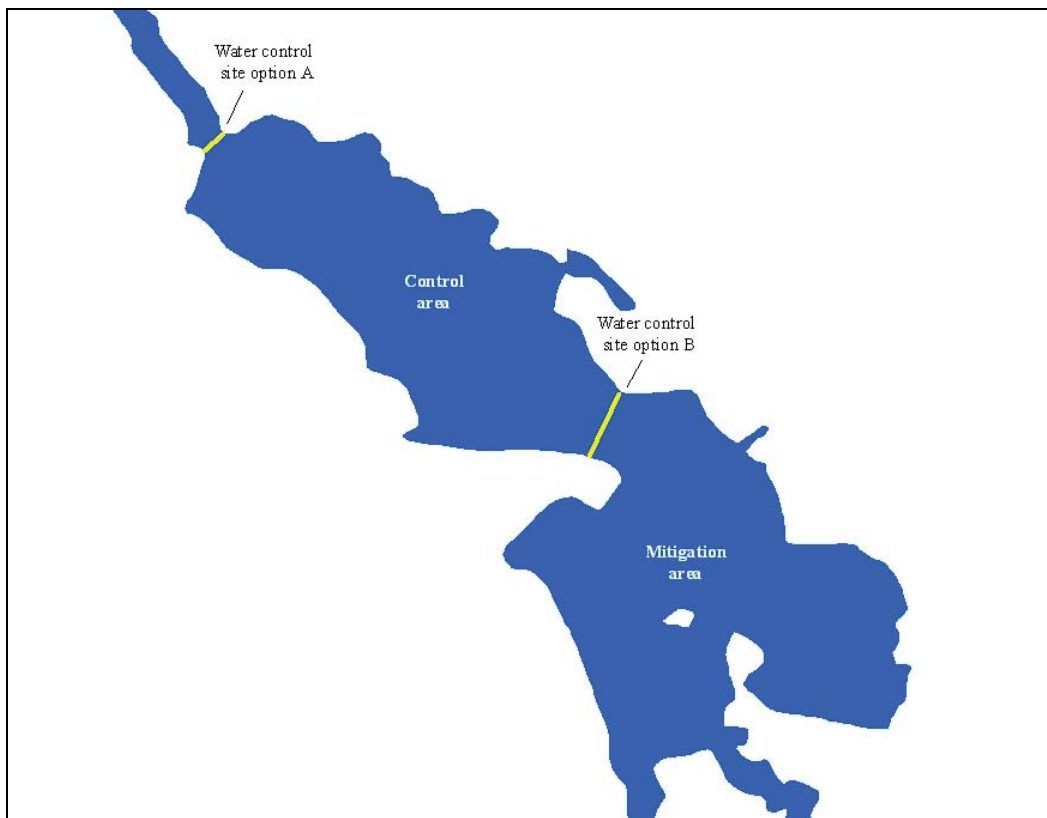 Water control
site option A
Control
area
Water control
site option B
Mitigation
area